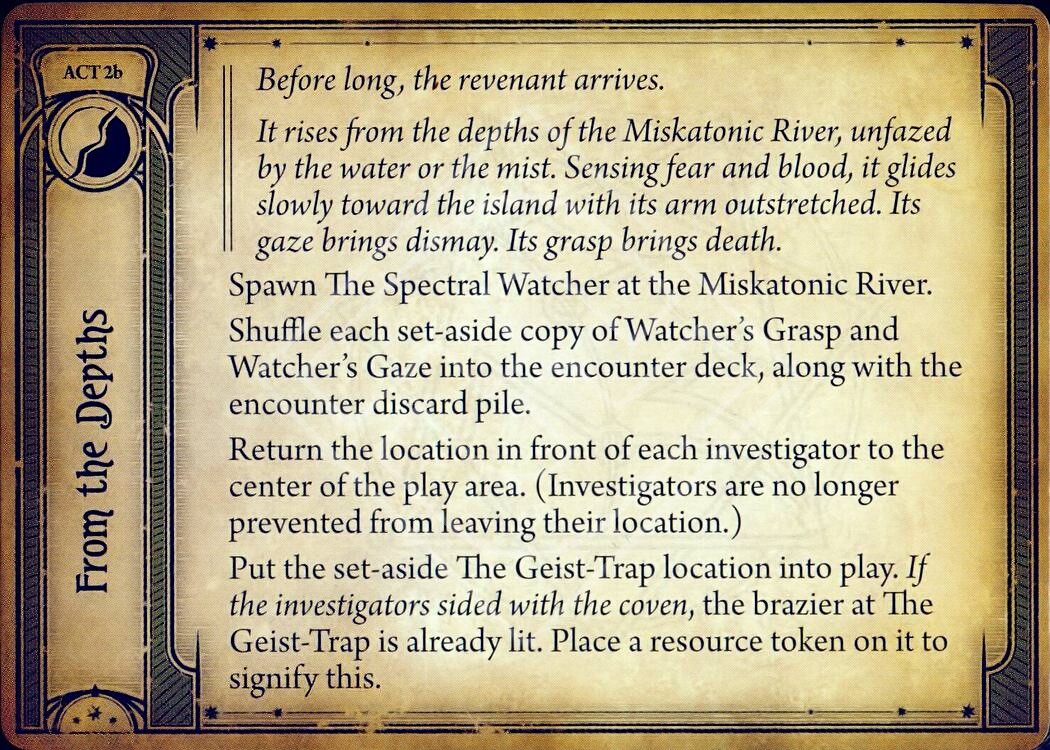 ACT 2b
From the Depths
Before long, the revenant arrives.
It rises from the depths of the Miskatonic River, unfazed
by the water or the mist. Sensing fear and blood, it glides
slowly toward the island with its arm outstretched. Its
gaze brings dismay. Its grasp brings death.
Spawn The Spectral Watcher at the Miskatonic River.
Shuffle each set-aside copy of Watcher’s Grasp and
Watcher’s Gaze into the encounter deck, along with the
encounter discard pile.
Return the location in front of each investigator to the
center of the play area. (Investigators are no longer
prevented from leaving their location.)
Put the set-aside The Geist-Trap location into play. If
the investigators sided with the coven, the brazier at The
Geist-Trap is already lit. Place a resource token on it to
signify this.